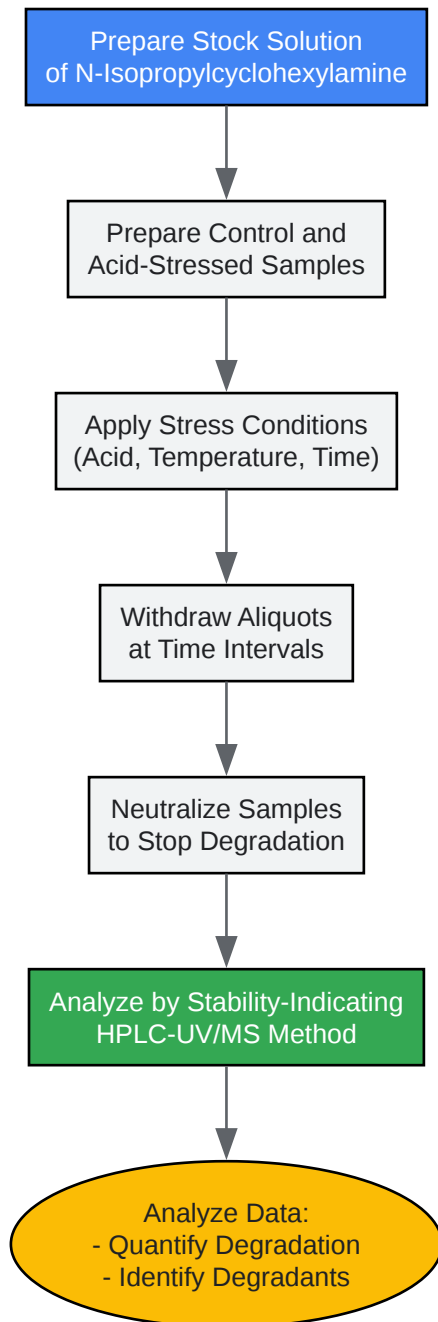 Prepare Stock Solution
of N-Isopropylcyclohexylamine
Prepare Control and
Acid-Stressed Samples
Apply Stress Conditions
(Acid, Temperature, Time)
Withdraw Aliquots
at Time Intervals
Neutralize Samples
to Stop Degradation
Analyze by Stability-Indicating
HPLC-UV/MS Method
Analyze Data:
- Quantify Degradation
- Identify Degradants